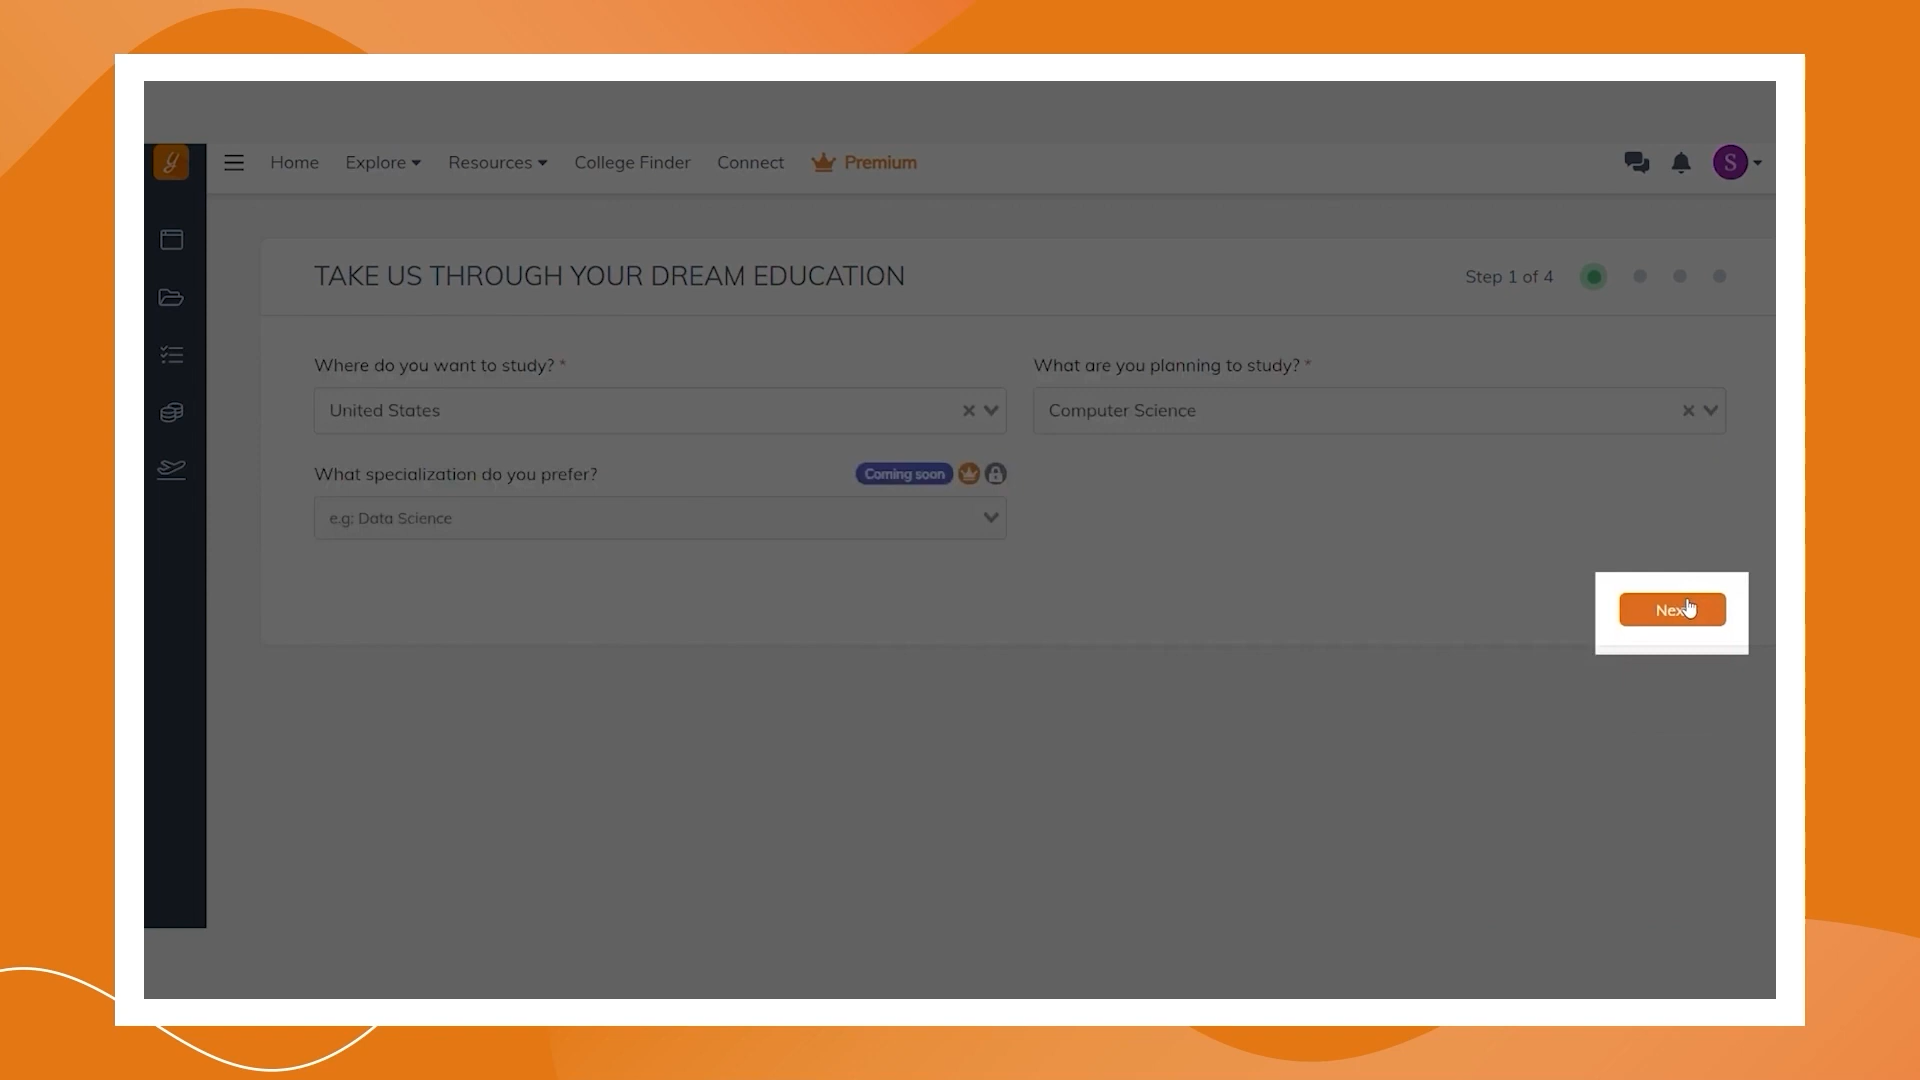 y
Home Explore Resources College Finder Connect Premium S
TAKE US THROUGH YOUR DREAM EDUCATION Step 1 of 4
Where do you want to study? * What are you planning to study? *
United States Computer Science
What specialization do you prefer? Coming soon
e.g: Data Science
Nex